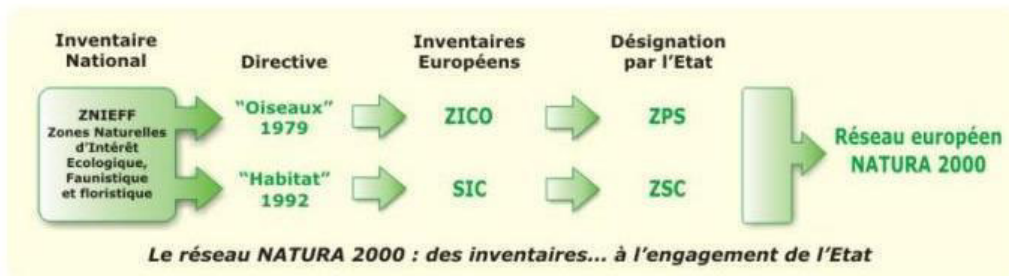 Inventaire
National
Directive
Inventaires
Européens
Désignation
par l'Etat
ZNIEFF
Zones Naturelles
d'Intérêt
Ecologique,
Faunistique
et floristique
"Oiseaux"
1979
ZICO
ZPS
"Habitat"
1992
SIC
ZSC
Réseau européen
NATURA 2000
Le réseau NATURA 2000 : des inventaires... à l'engagement de l'Etat